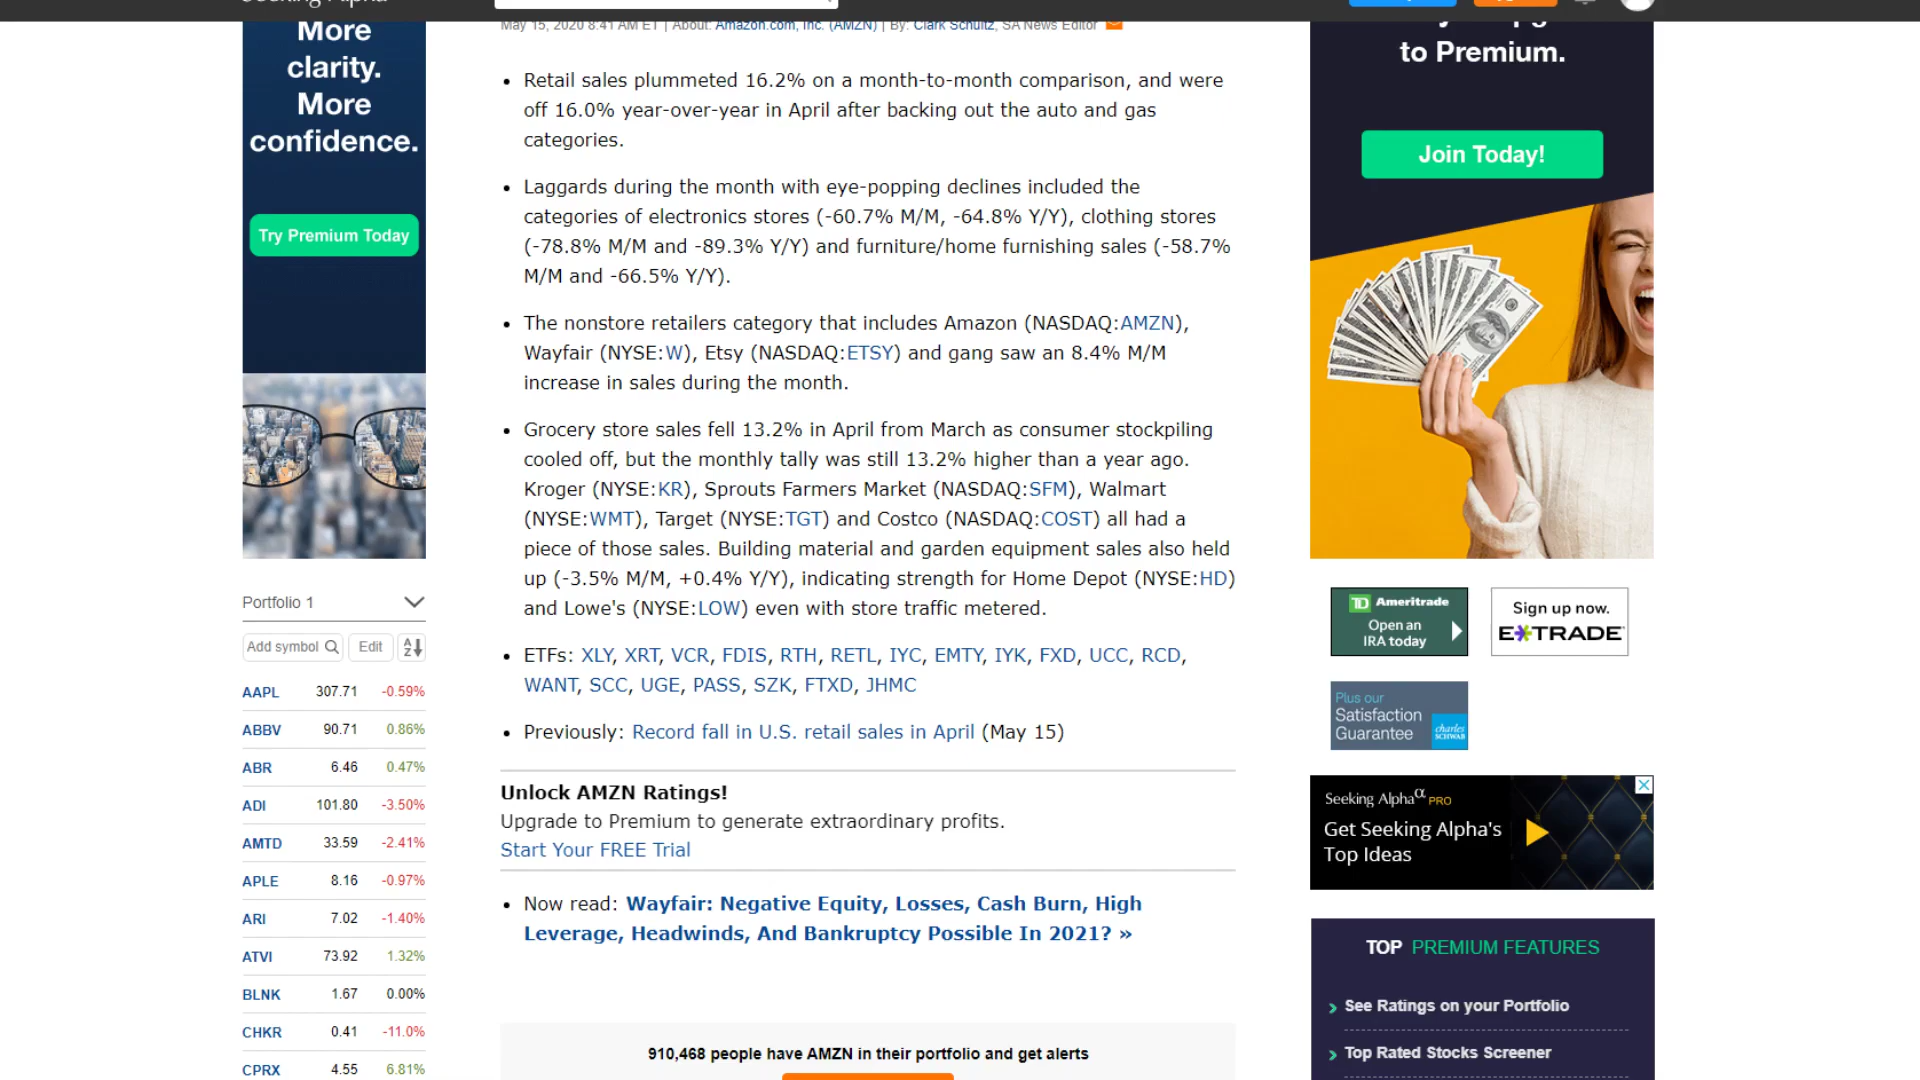 Seeking Alpha
More
clarity.
More
confidence.
Try Premium Today
Portfolio 1
Add symbol
Edit
A
Z
AAPL 307.71 -0.59%
ABBV 90.71 0.86%
ABR 6.46 0.47%
ADI 101.80 -3.50%
AMTD 33.59 -2.41%
APLE 8.16 -0.97%
ARI 7.02 -1.40%
ATVI 73.92 1.32%
BLNK 1.67 0.00%
CHKR 0.41 -11.0%
CPRX 4.55 6.81%
May 15, 2020 8:41 AM ET | About: Amazon.com, Inc. (AMZN) | By: Clark Schultz, SA News Editor
• Retail sales plummeted 16.2% on a month-to-month comparison, and were
off 16.0% year-over-year in April after backing out the auto and gas
categories.
• Laggards during the month with eye-popping declines included the
categories of electronics stores (-60.7% M/M, -64.8% Y/Y), clothing stores
(-78.8% M/M and -89.3% Y/Y) and furniture/home furnishing sales (-58.7%
M/M and -66.5% Y/Y).
• The nonstore retailers category that includes Amazon (NASDAQ:AMZN),
Wayfair (NYSE:W), Etsy (NASDAQ:ETSY) and gang saw an 8.4% M/M
increase in sales during the month.
• Grocery store sales fell 13.2% in April from March as consumer stockpiling
cooled off, but the monthly tally was still 13.2% higher than a year ago.
Kroger (NYSE:KR), Sprouts Farmers Market (NASDAQ:SFM), Walmart
(NYSE:WMT), Target (NYSE:TGT) and Costco (NASDAQ:COST) all had a
piece of those sales. Building material and garden equipment sales also held
up (-3.5% M/M, +0.4% Y/Y), indicating strength for Home Depot (NYSE:HD)
and Lowe's (NYSE:LOW) even with store traffic metered.
• ETFs: XLY, XRT, VCR, FDIS, RTH, RETL, IYC, EMTY, IYK, FXD, UCC, RCD,
WANT, SCC, UGE, PASS, SZK, FTXD, JHMC
• Previously: Record fall in U.S. retail sales in April (May 15)
Unlock AMZN Ratings!
Upgrade to Premium to generate extraordinary profits.
Start Your FREE Trial
• Now read: Wayfair: Negative Equity, Losses, Cash Burn, High
Leverage, Headwinds, And Bankruptcy Possible In 2021? »
910,468 people have AMZN in their portfolio and get alerts
to Premium.
Join Today!
TD Ameritrade
Open an
IRA today
Sign up now.
E*TRADE
Plus our
Satisfaction
Guarantee
charles
SCHWAB
Seeking Alpha α PRO
Get Seeking Alpha's
Top Ideas
TOP PREMIUM FEATURES
See Ratings on your Portfolio
Top Rated Stocks Screener